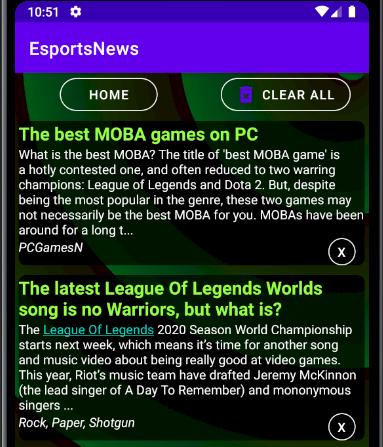 10:51
EsportsNews
HOME
CLEAR ALL
The best MOBA games on PC
What is the best MOBA? The title of 'best MOBA game' is
a hotly contested one, and often reduced to two warring
champions: League of Legends and Dota 2. But, despite
being the most popular in the genre, these two games may
not necessarily be the best MOBA for you. MOBAs have been
around for a long t...
PCGamesN
X
The latest League Of Legends Worlds
song is no Warriors, but what is?
The League Of Legends 2020 Season World Championship
starts next week, which means it's time for another song
and music video about being really good at video games.
This year, Riot's music team have drafted Jeremy McKinnon
(the lead singer of A Day To Remember) and mononymous
singers ...
Rock, Paper, Shotgun
X